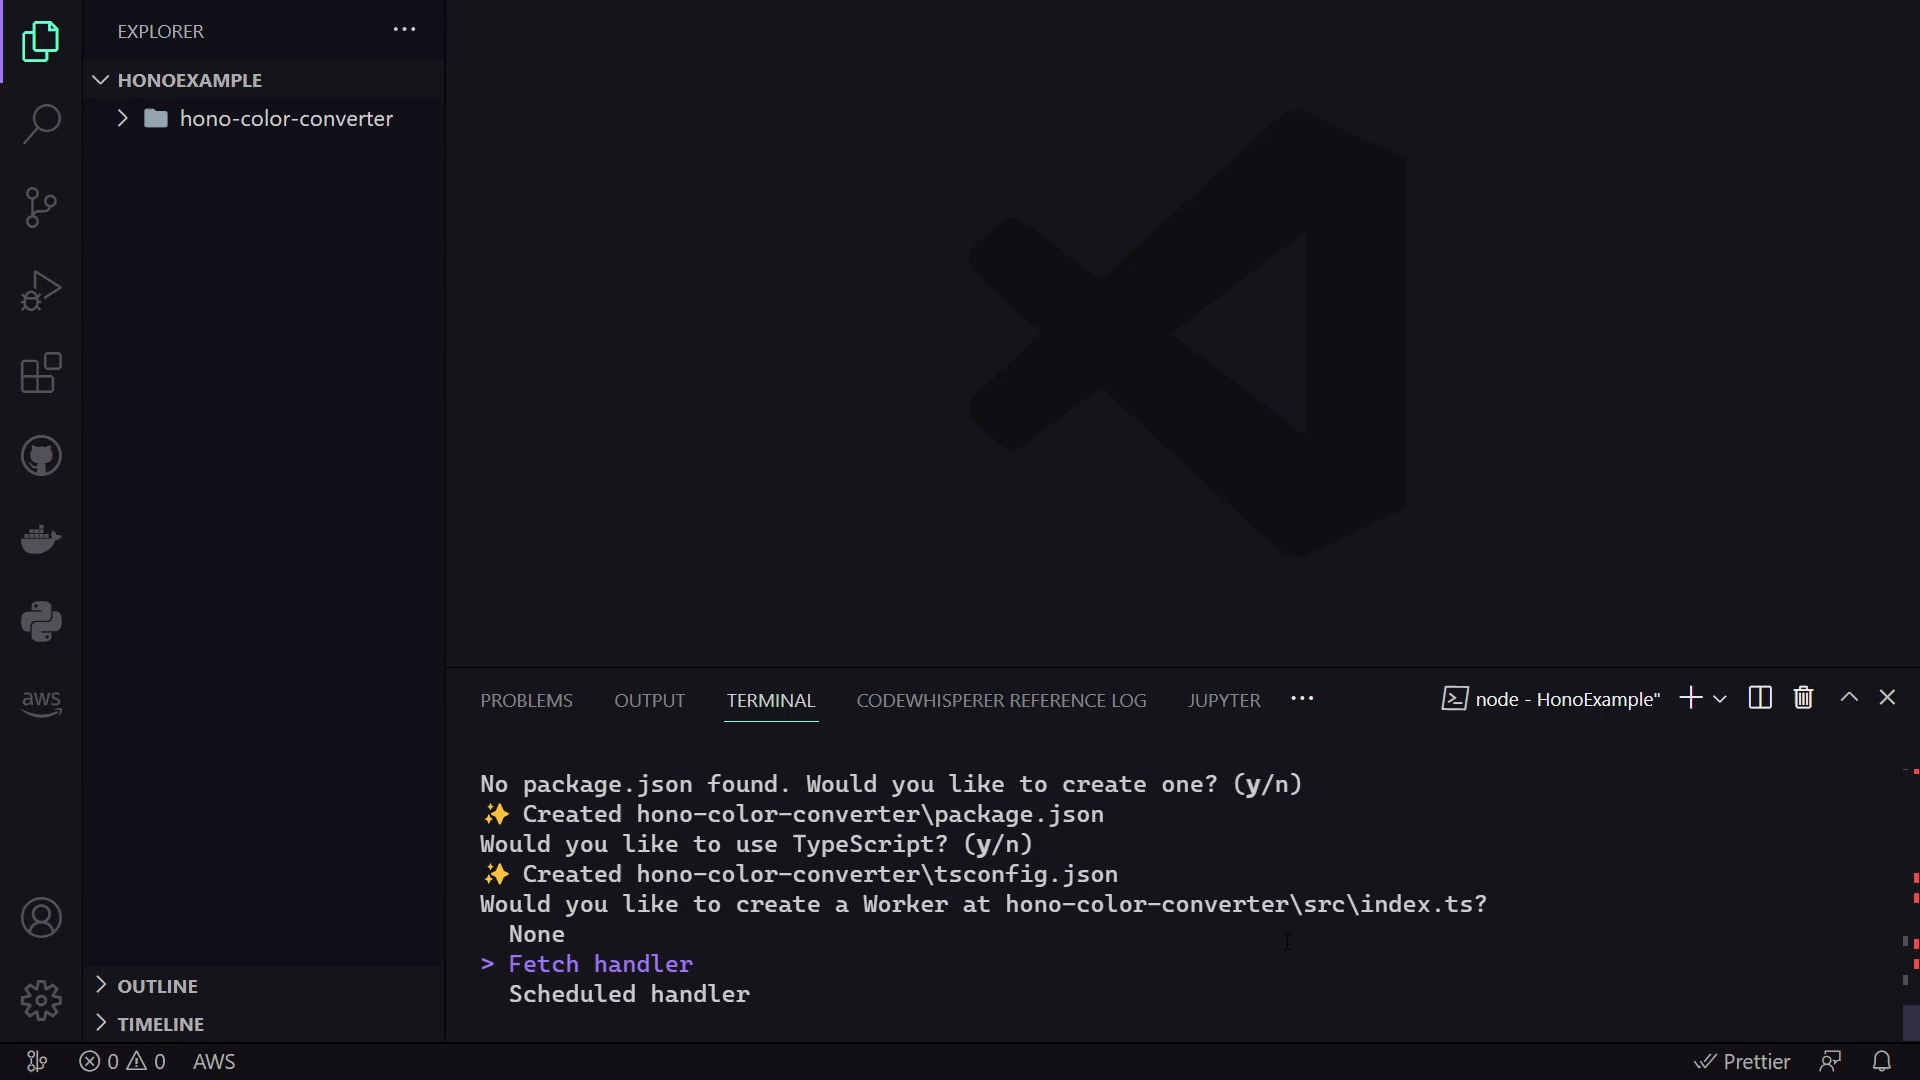 EXPLORER
HONOEXAMPLE
hono-color-converter
aws
OUTLINE
TIMELINE
PROBLEMS OUTPUT TERMINAL CODEWHISPERER REFERENCE LOG JUPYTER node - HonoExample"
No package.json found. Would you like to create one? (y/n)
✨ Created hono-color-converter\package.json
Would you like to use TypeScript? (y/n)
✨ Created hono-color-converter\tsconfig.json
Would you like to create a Worker at hono-color-converter\src\index.ts?
None
> Fetch handler
Scheduled handler
0 0 AWS Prettier